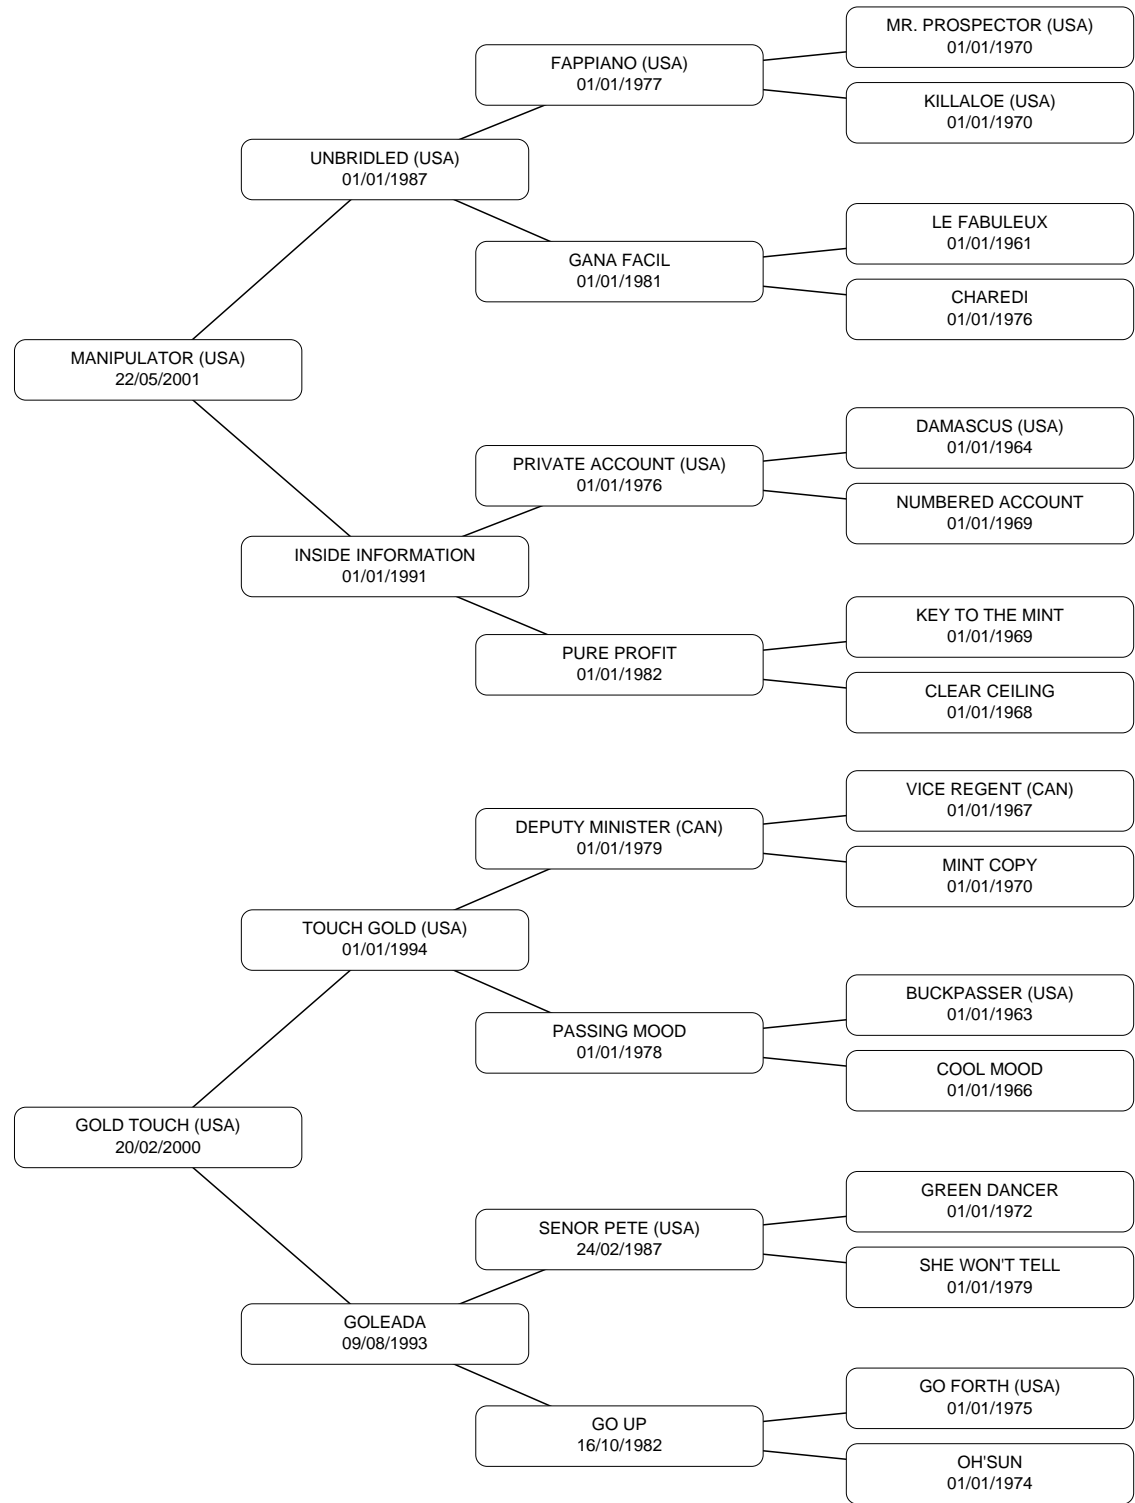 MR. PROSPECTOR (USA)
01/01/1970
FAPPIANO (USA)
01/01/1977
KILLALOE (USA)
01/01/1970
UNBRIDLED (USA)
01/01/1987
LE FABULEUX
01/01/1961
GANA FACIL
01/01/1981
CHAREDI
01/01/1976
MANIPULATOR (USA)
22/05/2001
DAMASCUS (USA)
01/01/1964
PRIVATE ACCOUNT (USA)
01/01/1976
NUMBERED ACCOUNT
01/01/1969
INSIDE INFORMATION
01/01/1991
KEY TO THE MINT
01/01/1969
PURE PROFIT
01/01/1982
CLEAR CEILING
01/01/1968
VICE REGENT (CAN)
01/01/1967
DEPUTY MINISTER (CAN)
01/01/1979
MINT COPY
01/01/1970
TOUCH GOLD (USA)
01/01/1994
BUCKPASSER (USA)
01/01/1963
PASSING MOOD
01/01/1978
COOL MOOD
01/01/1966
GOLD TOUCH (USA)
20/02/2000
GREEN DANCER
01/01/1972
SENOR PETE (USA)
24/02/1987
SHE WON'T TELL
01/01/1979
GOLEADA
09/08/1993
GO FORTH (USA)
01/01/1975
GO UP
16/10/1982
OH'SUN
01/01/1974